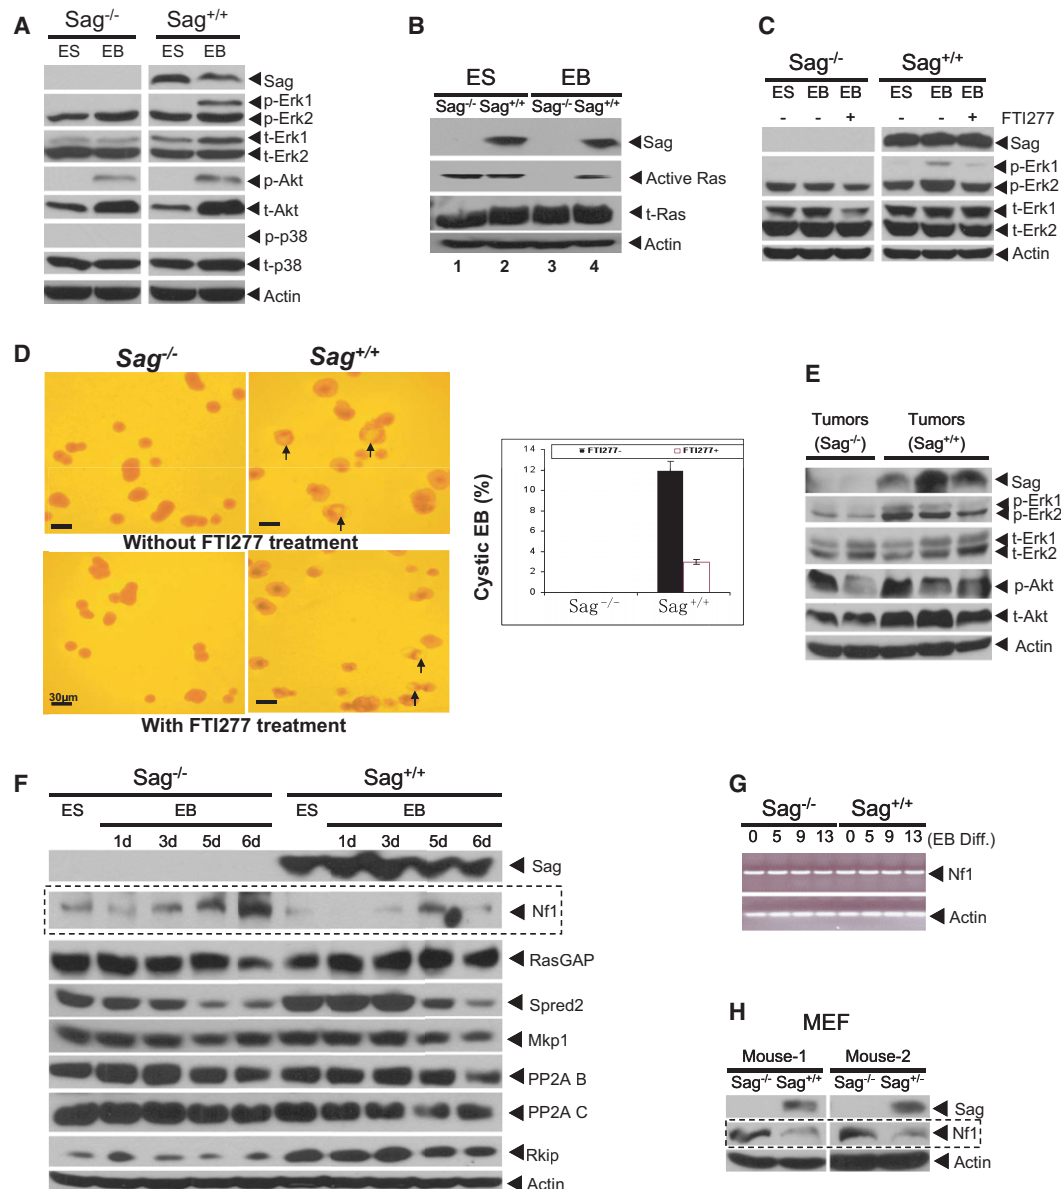 A
Sag-/- Sag+/+
ES EB ES EB
Sag
p-Erk1
p-Erk2
t-Erk1
t-Erk2
p-Akt
t-Akt
p-p38
t-p38
Actin
B
ES EB
Sag-/- Sag+/+ Sag-/- Sag+/+
Sag
Active Ras
t-Ras
Actin
1 2 3 4
C
Sag-/- Sag+/+
ES EB EB ES EB EB
- - + - - + FTI277
Sag
p-Erk1
p-Erk2
t-Erk1
t-Erk2
Actin
D
Sag-/- Sag+/+
Without FTI277 treatment
30μm
With FTI277 treatment
FTI277- FTI277+
Cystic EB (%)
14
12
10
8
6
4
2
0
Sag-/- Sag+/+
E
Tumors Tumors
(Sag-/-) (Sag+/+)
Sag
p-Erk1
p-Erk2
t-Erk1
t-Erk2
p-Akt
t-Akt
Actin
F
Sag-/- Sag+/+
ES EB ES EB
1d 3d 5d 6d 1d 3d 5d 6d
Sag
Nf1
RasGAP
Spred2
Mkp1
PP2A B
PP2A C
Rkip
Actin
G
Sag-/- Sag+/+
0 5 9 13 0 5 9 13 (EB Diff.)
Nf1
Actin
H
MEF
Mouse-1 Mouse-2
Sag-/- Sag+/+ Sag-/- Sag+/-
Sag
Nf1
Actin